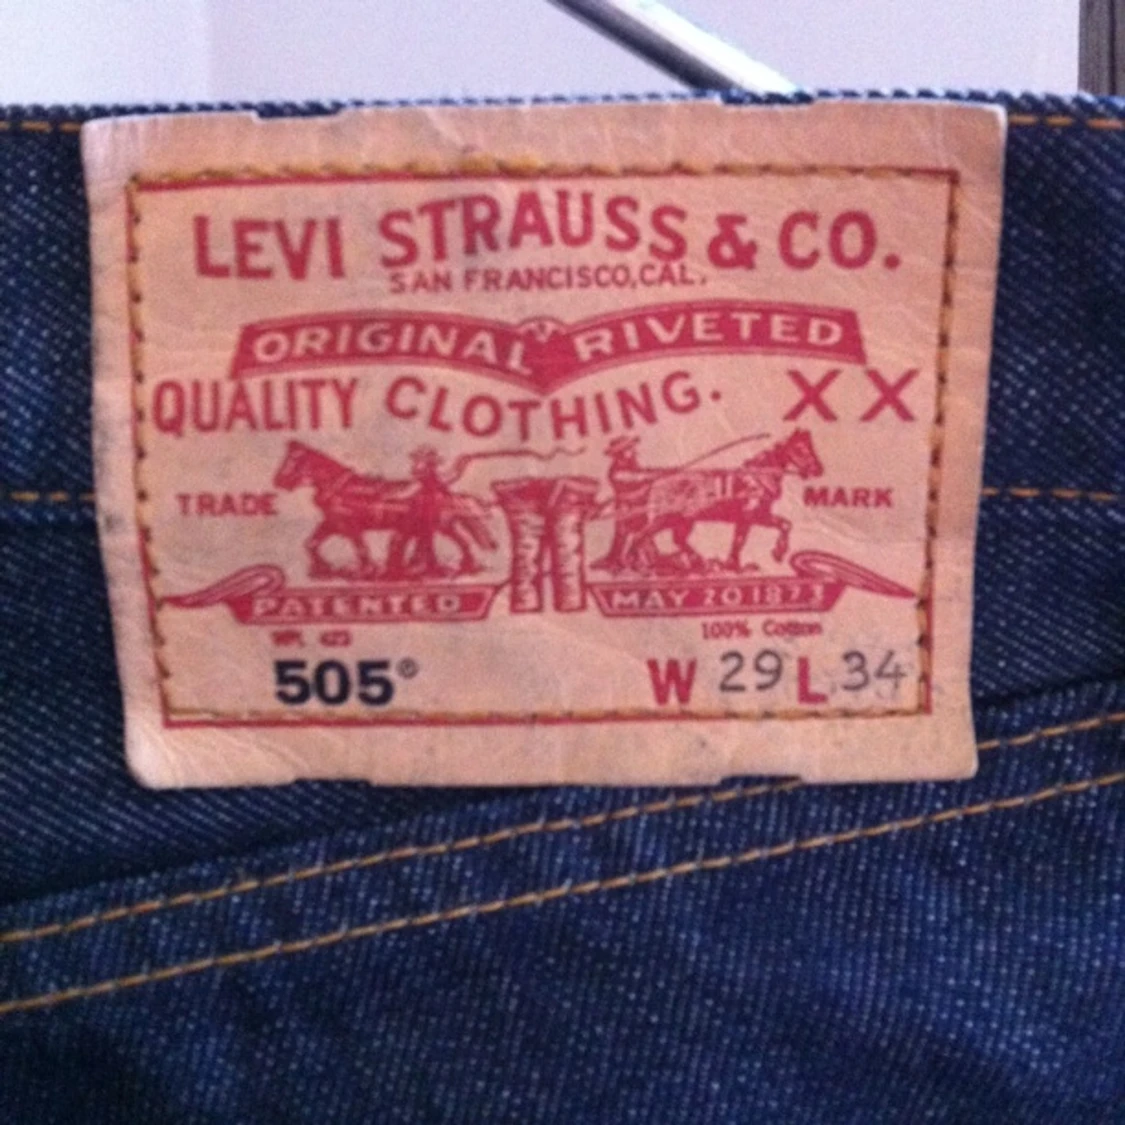 LEVI STRAUSS & CO.
SAN FRANCISCO, CAL.
ORIGINAL RIVETED
QUALITY CLOTHING. XX
TRADE MARK
PATENTED MAY 20 1873
100% Cotton
505® W 29 L 34